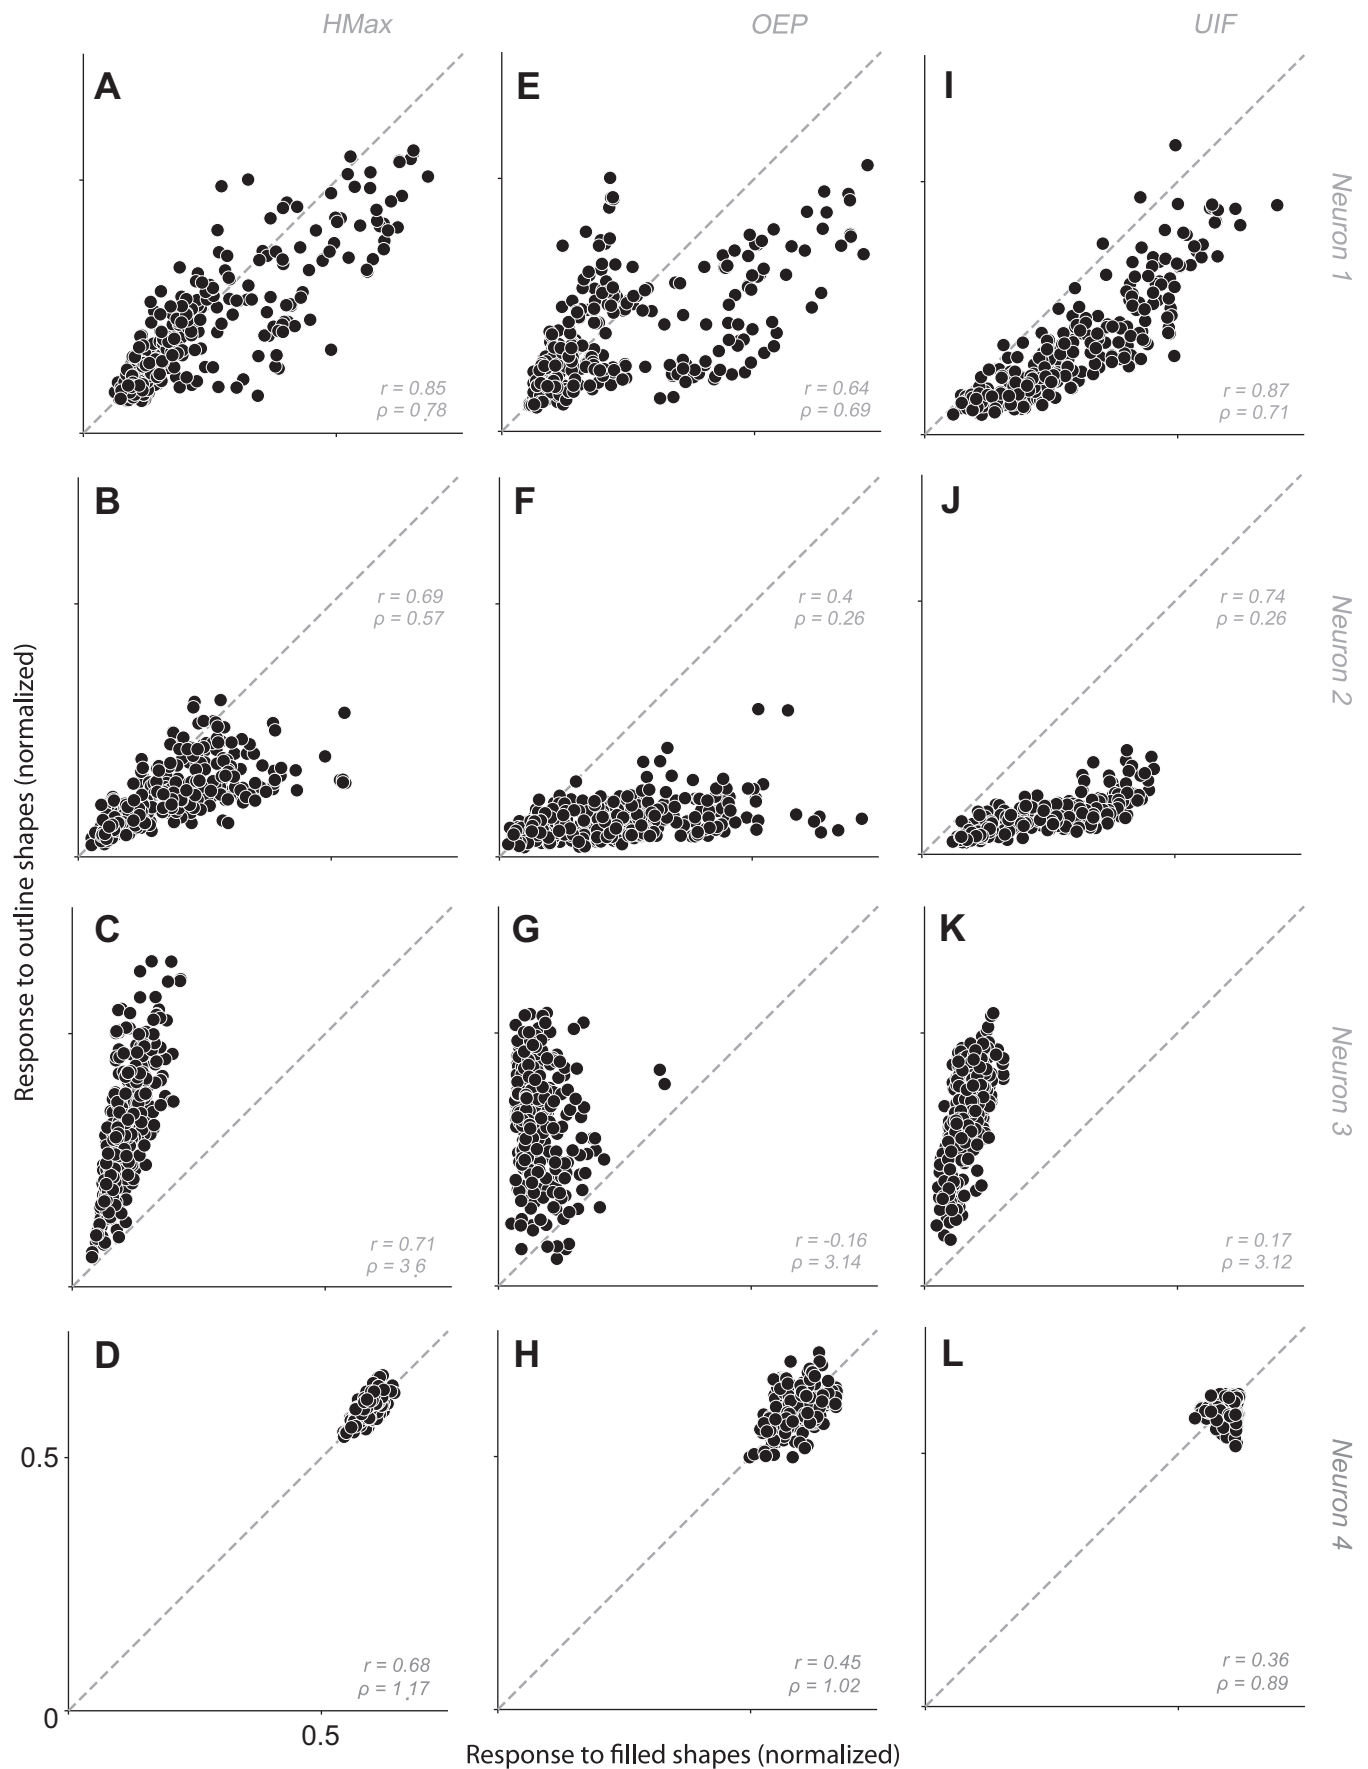 HMax OEP UIF
A E I
Neuron 1
r = 0.85 r = 0.64 r = 0.87
ρ = 0.78 ρ = 0.69 ρ = 0.71
B F J
r = 0.69 r = 0.4 r = 0.74
ρ = 0.57 ρ = 0.26 ρ = 0.26
Neuron 2
Response to outline shapes (normalized)
C G K
Neuron 3
r = 0.71 r = -0.16 r = 0.17
ρ = 3.6 ρ = 3.14 ρ = 3.12
D H L
0.5
Neuron 4
r = 0.68 r = 0.45 r = 0.36
ρ = 1.17 ρ = 1.02 ρ = 0.89
0
0.5
Response to filled shapes (normalized)